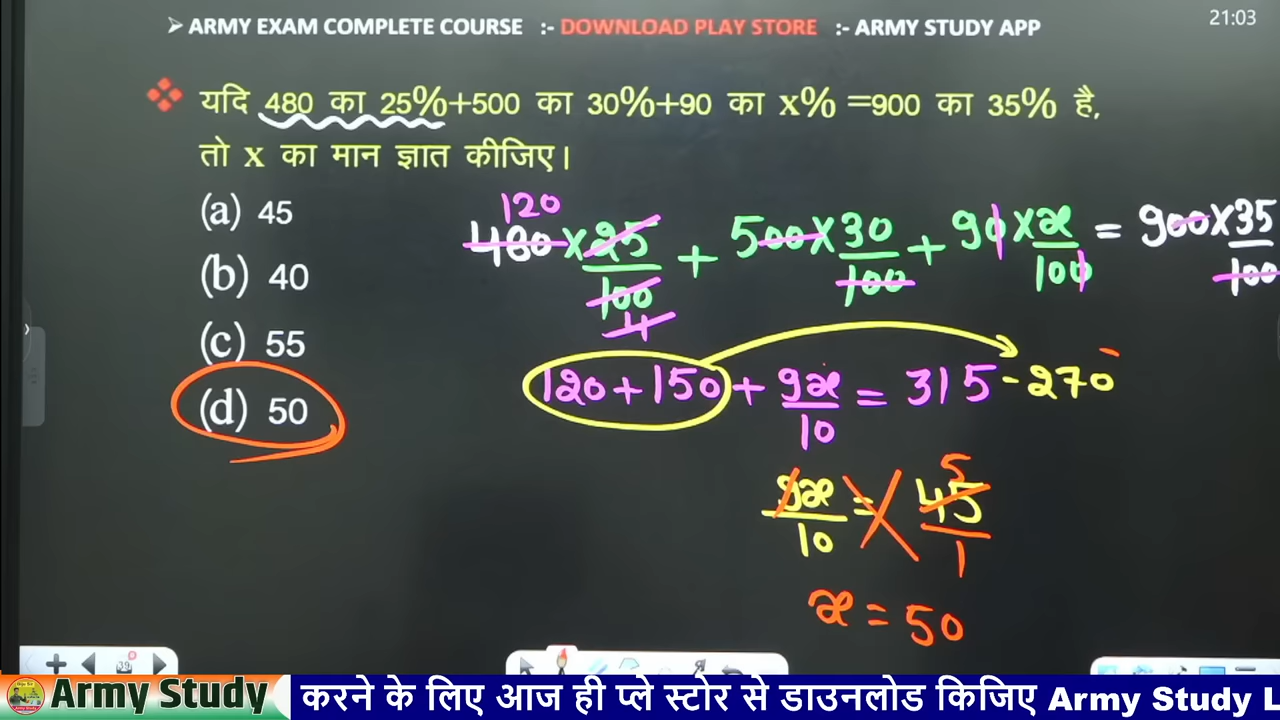 ➢ ARMY EXAM COMPLETE COURSE :- DOWNLOAD PLAY STORE :- ARMY STUDY APP
21:03
यदि 480 का 25%+500 का 30%+90 का x% =900 का 35% है,
तो x का मान ज्ञात कीजिए।
(a) 45
(b) 40
(c) 55
(d) 50
120
480×25/100 + 500×30/100 + 90×x/100 = 900×35/100
4
120+150 + 9x/10 = 315-270
5
9x/10 = 45/1
x = 50
39
Army Study करने के लिए आज ही प्ले स्टोर से डाउनलोड किजिए Army Study L